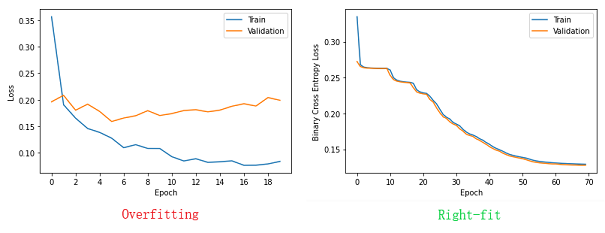 0.35
0.30
0.25
0.20
0.15
0.10
Loss
0 2 4 6 8 10 12 14 16 18
Epoch
Train
Validation
Overfitting
0.30
0.25
0.20
0.15
Binary Cross Entropy Loss
0 10 20 30 40 50 60 70
Epoch
Train
Validation
Right-fit